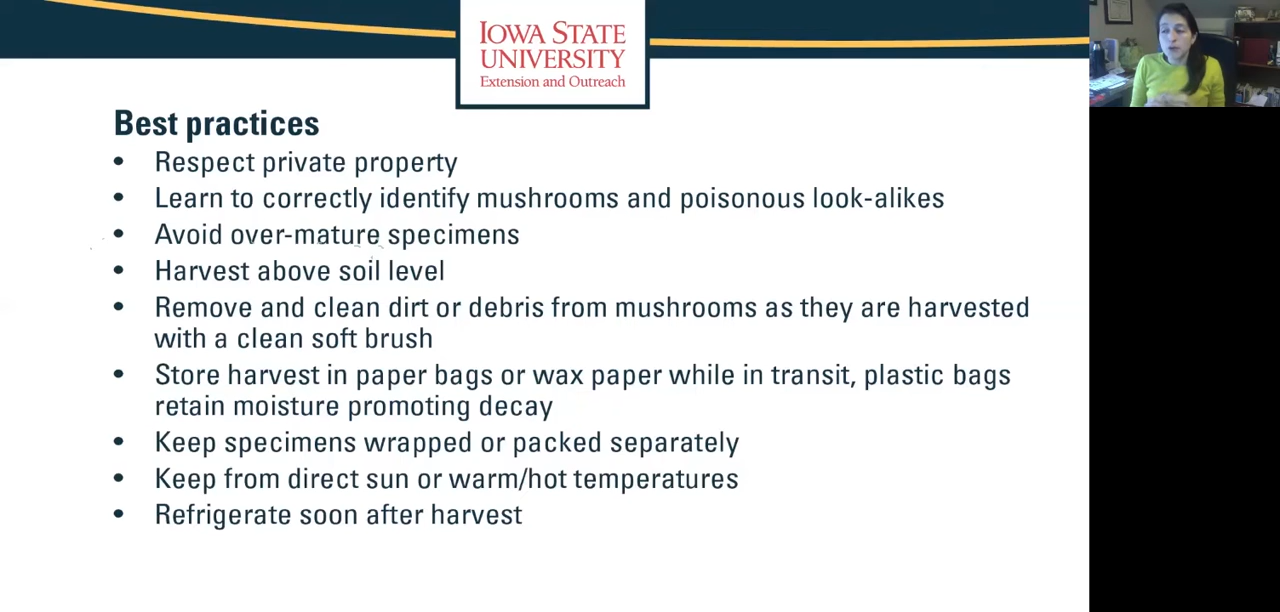 IOWA STATE
UNIVERSITY
Extension and Outreach
Best practices
• Respect private property
• Learn to correctly identify mushrooms and poisonous look-alikes
• Avoid over-mature specimens
• Harvest above soil level
• Remove and clean dirt or debris from mushrooms as they are harvested
with a clean soft brush
• Store harvest in paper bags or wax paper while in transit, plastic bags
retain moisture promoting decay
• Keep specimens wrapped or packed separately
• Keep from direct sun or warm/hot temperatures
• Refrigerate soon after harvest